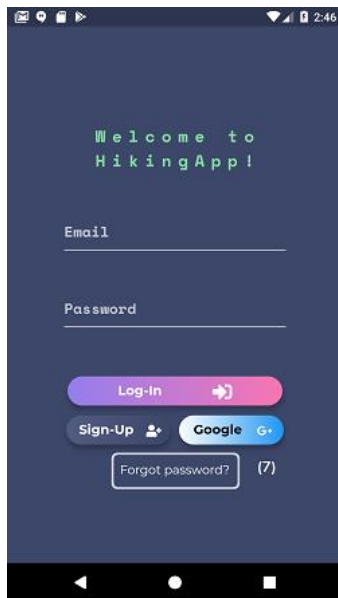 2:46
Welcome to
HikingApp!
Email
Password
Log-In
Sign-Up Google G+
Forgot password? (7)